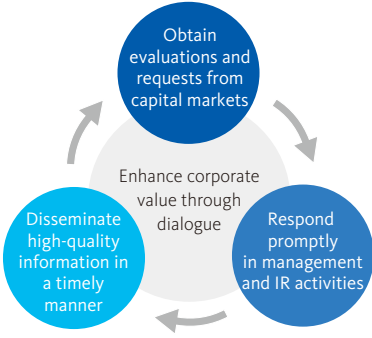 Obtain
evaluations and
requests from
capital markets
Enhance corporate
value through
dialogue
Disseminate
high-quality
information in
a timely
manner
Respond
promptly
in management
and IR activities